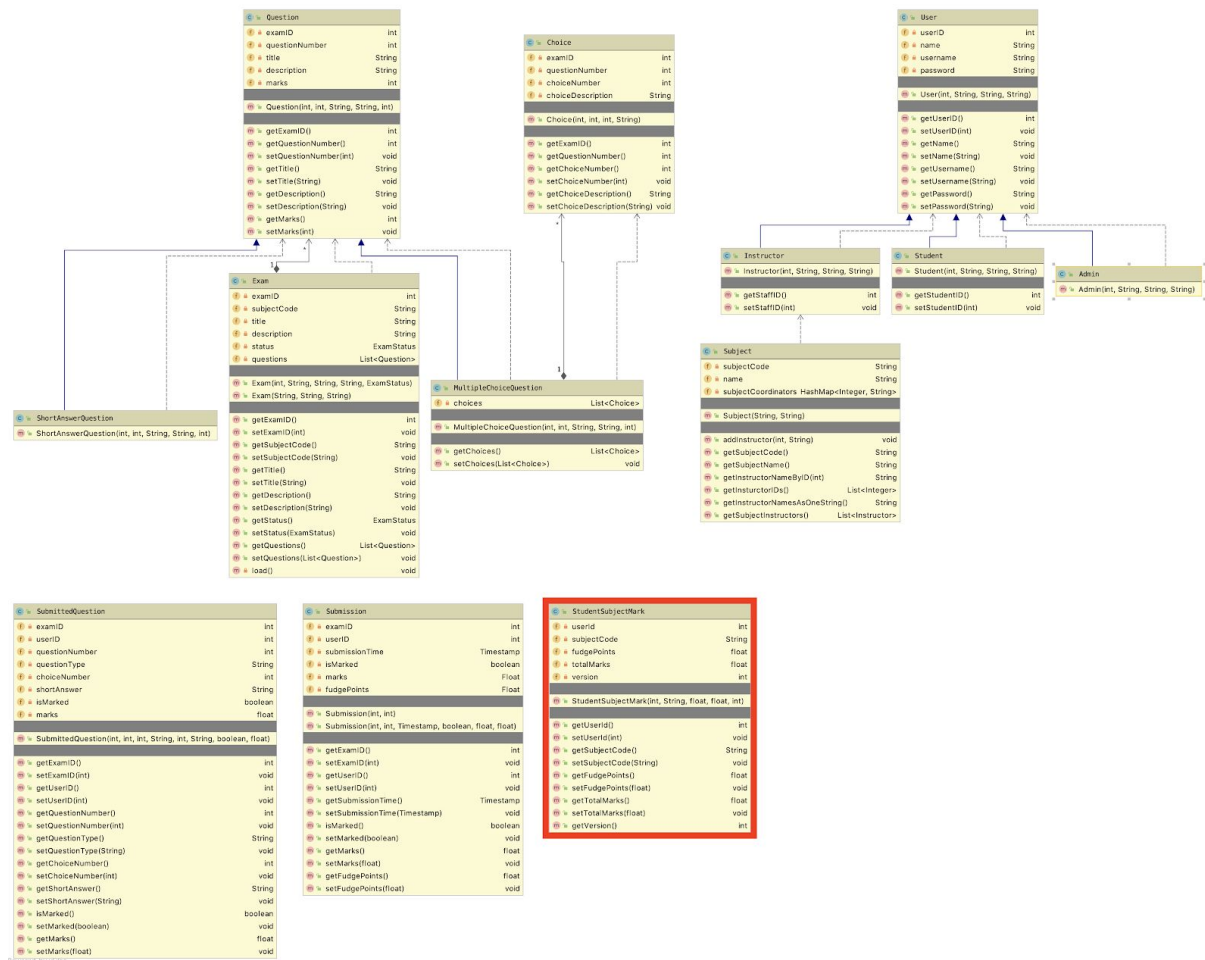 Question
examID int
questionNumber int
title String
description String
marks int
Question(int, int, String, String, int)
getExamID() int
getQuestionNumber() int
setQuestionNumber(int) void
getTitle() String
setTitle(String) void
getDescription() String
setDescription(String) void
getMarks() int
setMarks(int) void
Choice
examID int
questionNumber int
choiceNumber int
choiceDescription String
Choice(int, int, int, String)
getExamID() int
getQuestionNumber() int
getChoiceNumber() int
setChoiceNumber(int) void
getChoiceDescription() String
setChoiceDescription(String) void
User
userID int
name String
username String
password String
User(int, String, String, String)
getUserID() int
setUserID(int) void
getName() String
setName(String) void
getUsername() String
setUsername(String) void
getPassword() String
setPassword(String) void
Instructor
Instructor(int, String, String, String)
getStaffID() int
setStaffID(int) void
Student
Student(int, String, String, String)
getStudentID() int
setStudentID(int) void
Admin
Admin(int, String, String, String)
*
1
Exam
examID int
subjectCode String
title String
description String
status ExamStatus
questions List<Question>
Exam(int, String, String, String, ExamStatus)
Exam(String, String, String)
getExamID() int
setExamID(int) void
getSubjectCode() String
setSubjectCode(String) void
getTitle() String
setTitle(String) void
getDescription() String
setDescription(String) void
getStatus() ExamStatus
setStatus(ExamStatus) void
getQuestions() List<Question>
setQuestions(List<Question>) void
load() void
*
1
MultipleChoiceQuestion
choices List<Choice>
MultipleChoiceQuestion(int, int, String, String, int)
getChoices() List<Choice>
setChoices(List<Choice>) void
ShortAnswerQuestion
ShortAnswerQuestion(int, int, String, String, int)
Subject
subjectCode String
name String
subjectCoordinators HashMap<Integer, String>
Subject(String, String)
addInstructor(int, String) void
getSubjectCode() String
getSubjectName() String
getInstructorNameByID(int) String
getInsturctorIDs() List<Integer>
getInstructorNamesAsOneString() String
getSubjectInstructors() List<Instructor>
SubmittedQuestion
examID int
userID int
questionNumber int
questionType String
choiceNumber int
shortAnswer String
isMarked boolean
marks float
SubmittedQuestion(int, int, int, String, int, String, boolean, float)
getExamID() int
setExamID(int) void
getUserID() int
setUserID(int) void
getQuestionNumber() int
setQuestionNumber(int) void
getQuestionType() String
setQuestionType(String) void
getChoiceNumber() int
setChoiceNumber(int) void
getShortAnswer() String
setShortAnswer(String) void
isMarked() boolean
setMarked(boolean) void
getMarks() float
setMarks(float) void
Submission
examID int
userID int
submissionTime Timestamp
isMarked boolean
marks Float
fudgePoints Float
Submission(int, int)
Submission(int, int, Timestamp, boolean, float, float)
getExamID() int
setExamID(int) void
getUserID() int
setUserID(int) void
getSubmissionTime() Timestamp
setSubmissionTime(Timestamp) void
isMarked() boolean
setMarked(boolean) void
getMarks() float
setMarks(float) void
getFudgePoints() float
setFudgePoints(float) void
StudentSubjectMark
userId int
subjectCode String
fudgePoints float
totalMarks float
version int
StudentSubjectMark(int, String, float, float, int)
getUserId() int
setUserId(int) void
getSubjectCode() String
setSubjectCode(String) void
getFudgePoints() float
setFudgePoints(float) void
getTotalMarks() float
setTotalMarks(float) void
getVersion() int